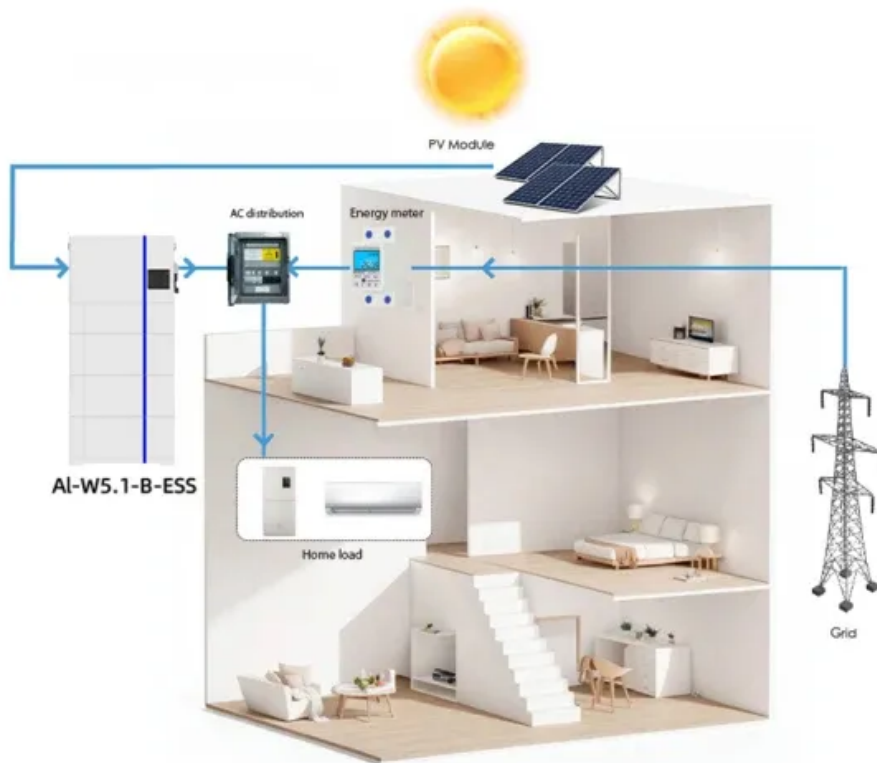 PV Module
AC distribution
Energy meter
Al-W5.1-B-ESS
Home load
Grid